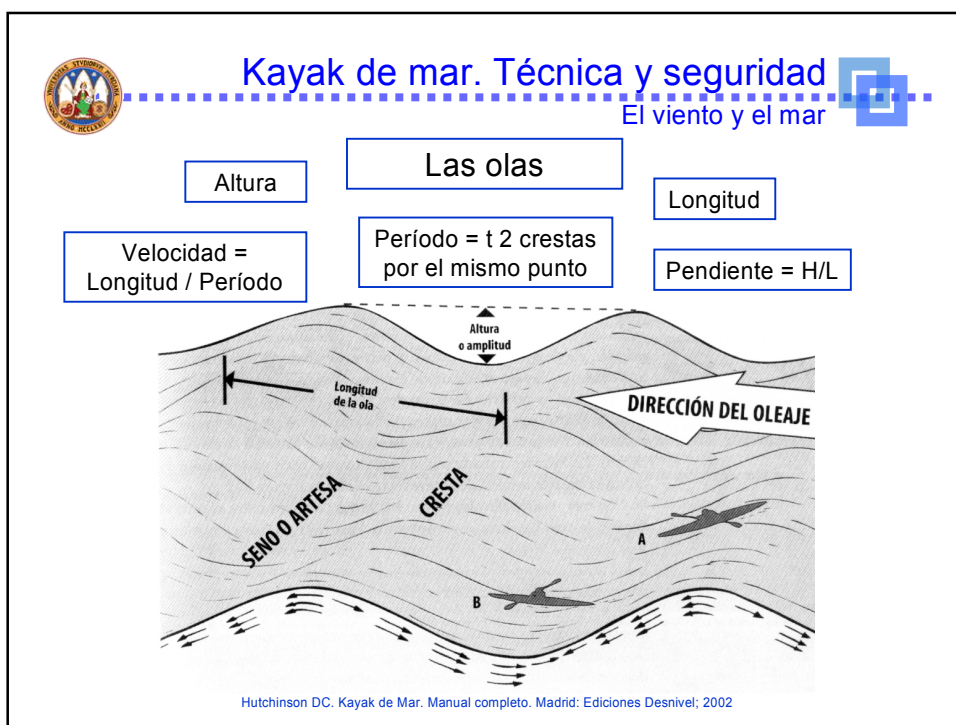 Kayak de mar. Técnica y seguridad
El viento y el mar
Las olas
Altura
Longitud
Velocidad =
Longitud / Período
Período = t 2 crestas
por el mismo punto
Pendiente = H/L
Altura
o amplitud
Longitud
de la ola
DIRECCIÓN DEL OLEAJE
SENO O ARTESA
CRESTA
A
B
Hutchinson DC. Kayak de Mar. Manual completo. Madrid: Ediciones Desnivel; 2002